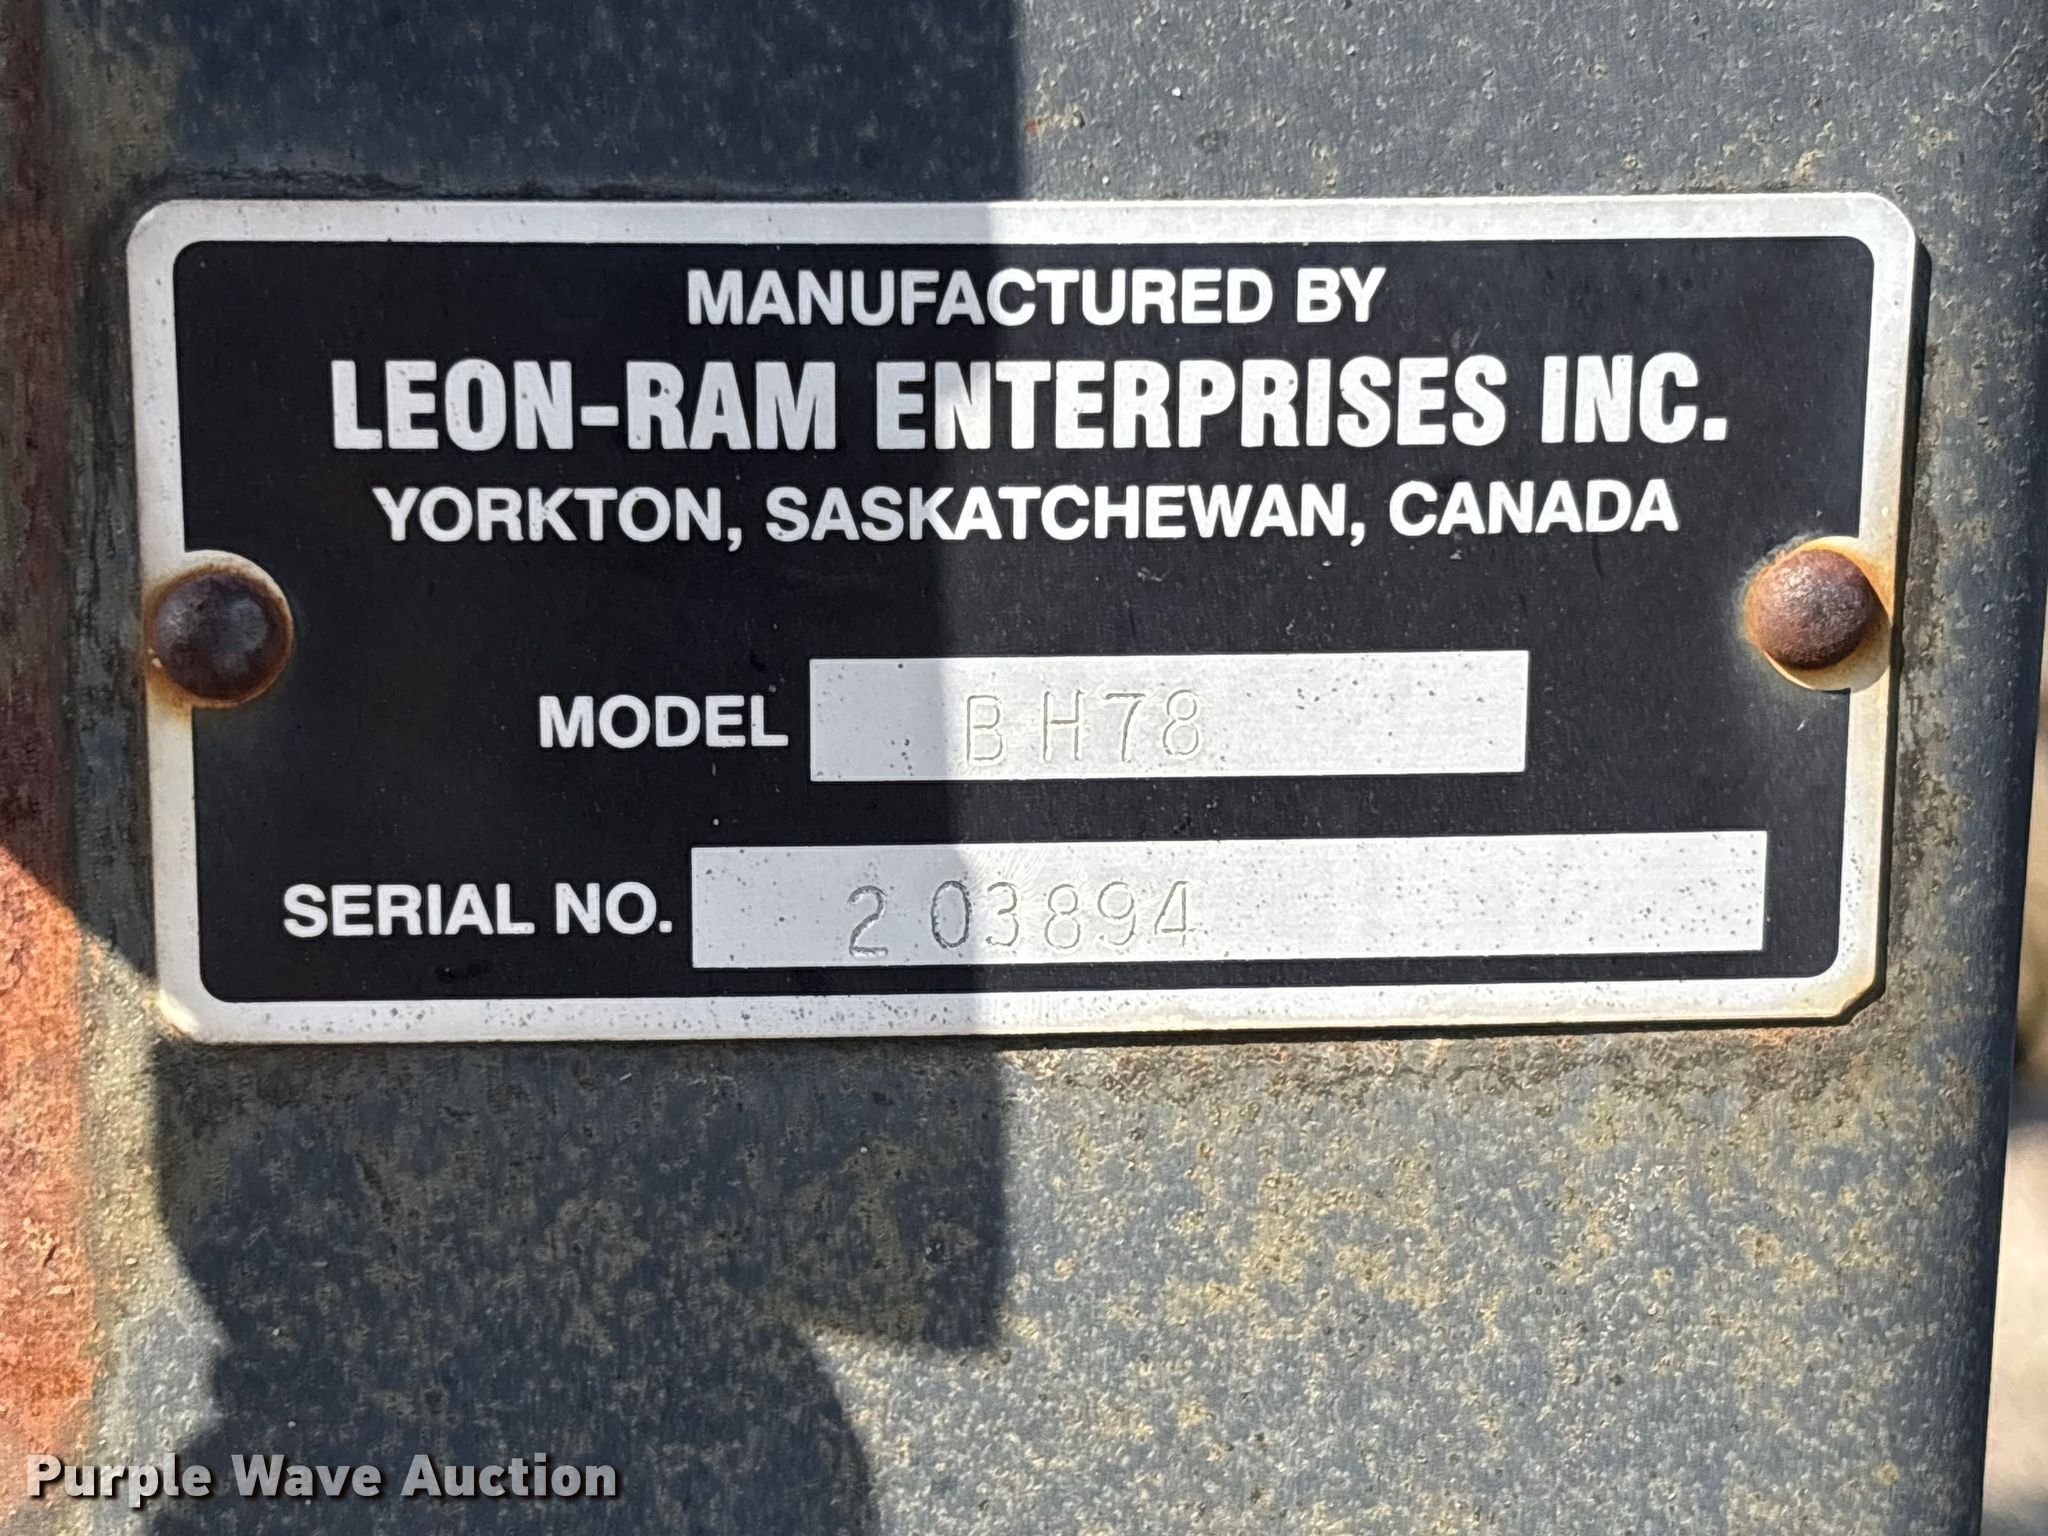 MANUFACTURED BY
LEON-RAM ENTERPRISES INC.
YORKTON, SASKATCHEWAN, CANADA
MODEL BH78
SERIAL NO. 203894
Purple Wave Auction